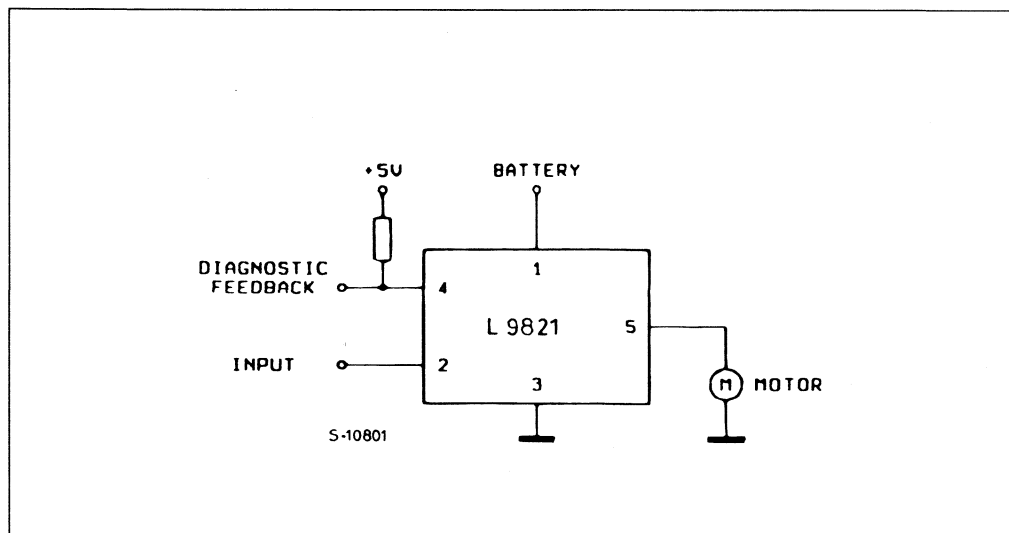 +5V
BATTERY
DIAGNOSTIC
FEEDBACK
4
1
L 9821
5
INPUT
2
3
M
MOTOR
S-10801